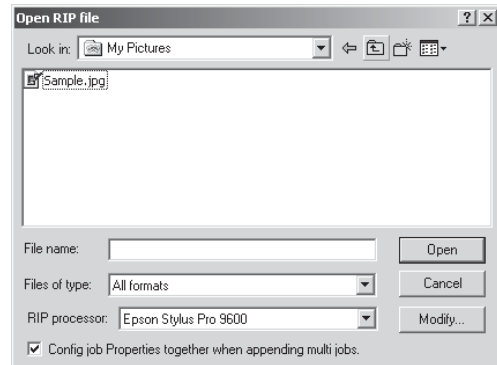 Open RIP file
Look in: My Pictures
Sample.jpg
File name: Open
Files of type: All formats Cancel
RIP processor: Epson Stylus Pro 9600 Modify...
Config job Properties together when appending multi jobs.